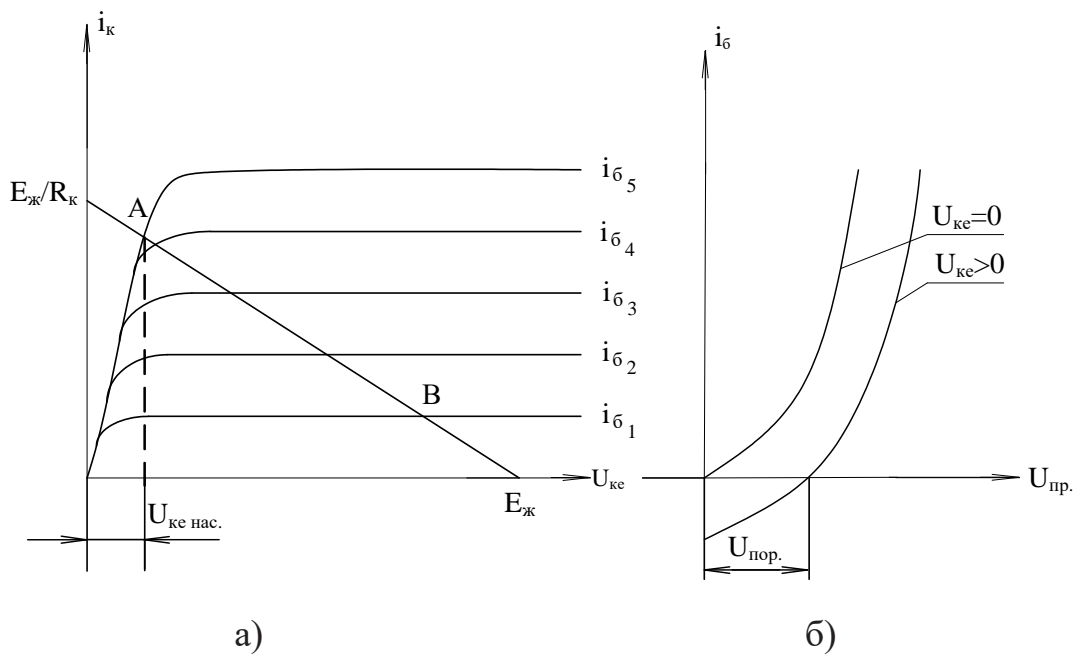 iк
iб
iб5
Eж/Rк
A
iб4
Uке=0
Uке>0
iб3
iб2
B
iб1
Uке
Eж
Uпр.
Uке нас.
Uпор.
а)
б)